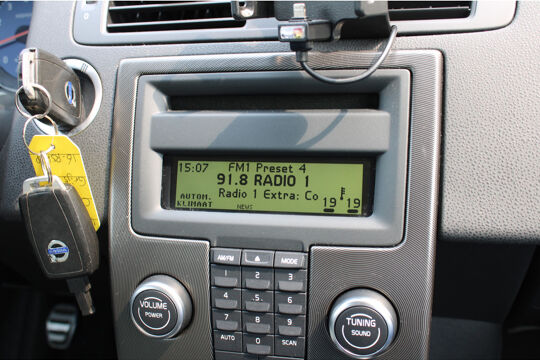 15:07 FM1 Preset 4
91.8 RADIO 1
AUTOM. Radio 1 Extra: Co
KLIMAAT NEWS 19 19
AM/FM MODE
1 2 3
4 .5 6
7 8 9
AUTO 0 SCAN
VOLUME
POWER
TUNING
SOUND